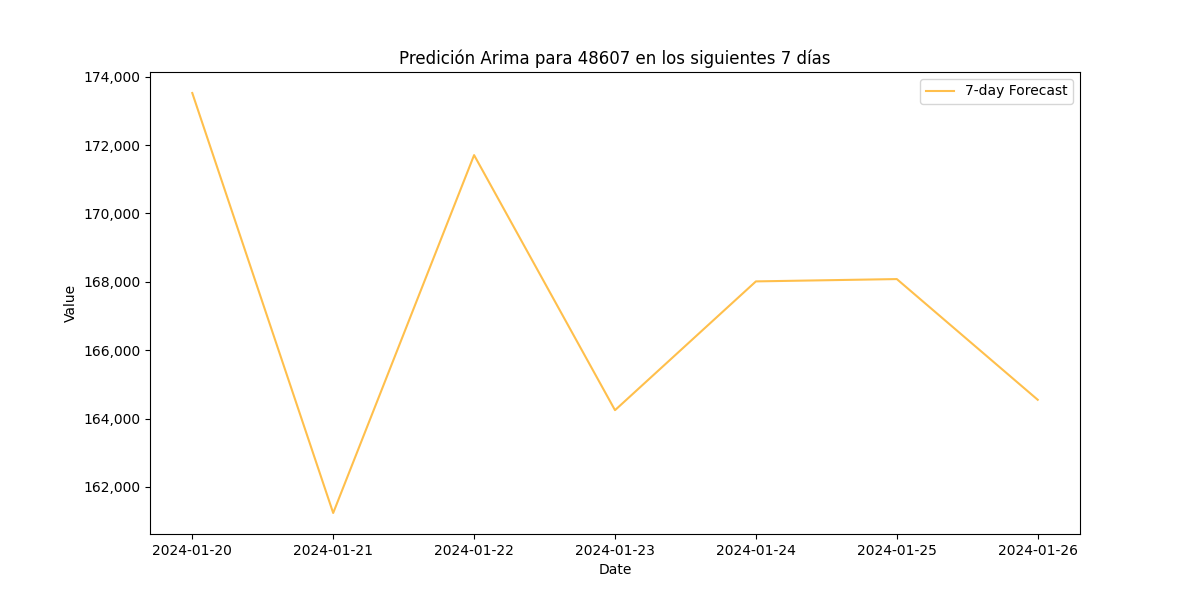 Predición Arima para 48607 en los siguientes 7 días
7-day Forecast
174,000
172,000
170,000
168,000
166,000
164,000
162,000
Value
2024-01-20 2024-01-21 2024-01-22 2024-01-23 2024-01-24 2024-01-25 2024-01-26
Date